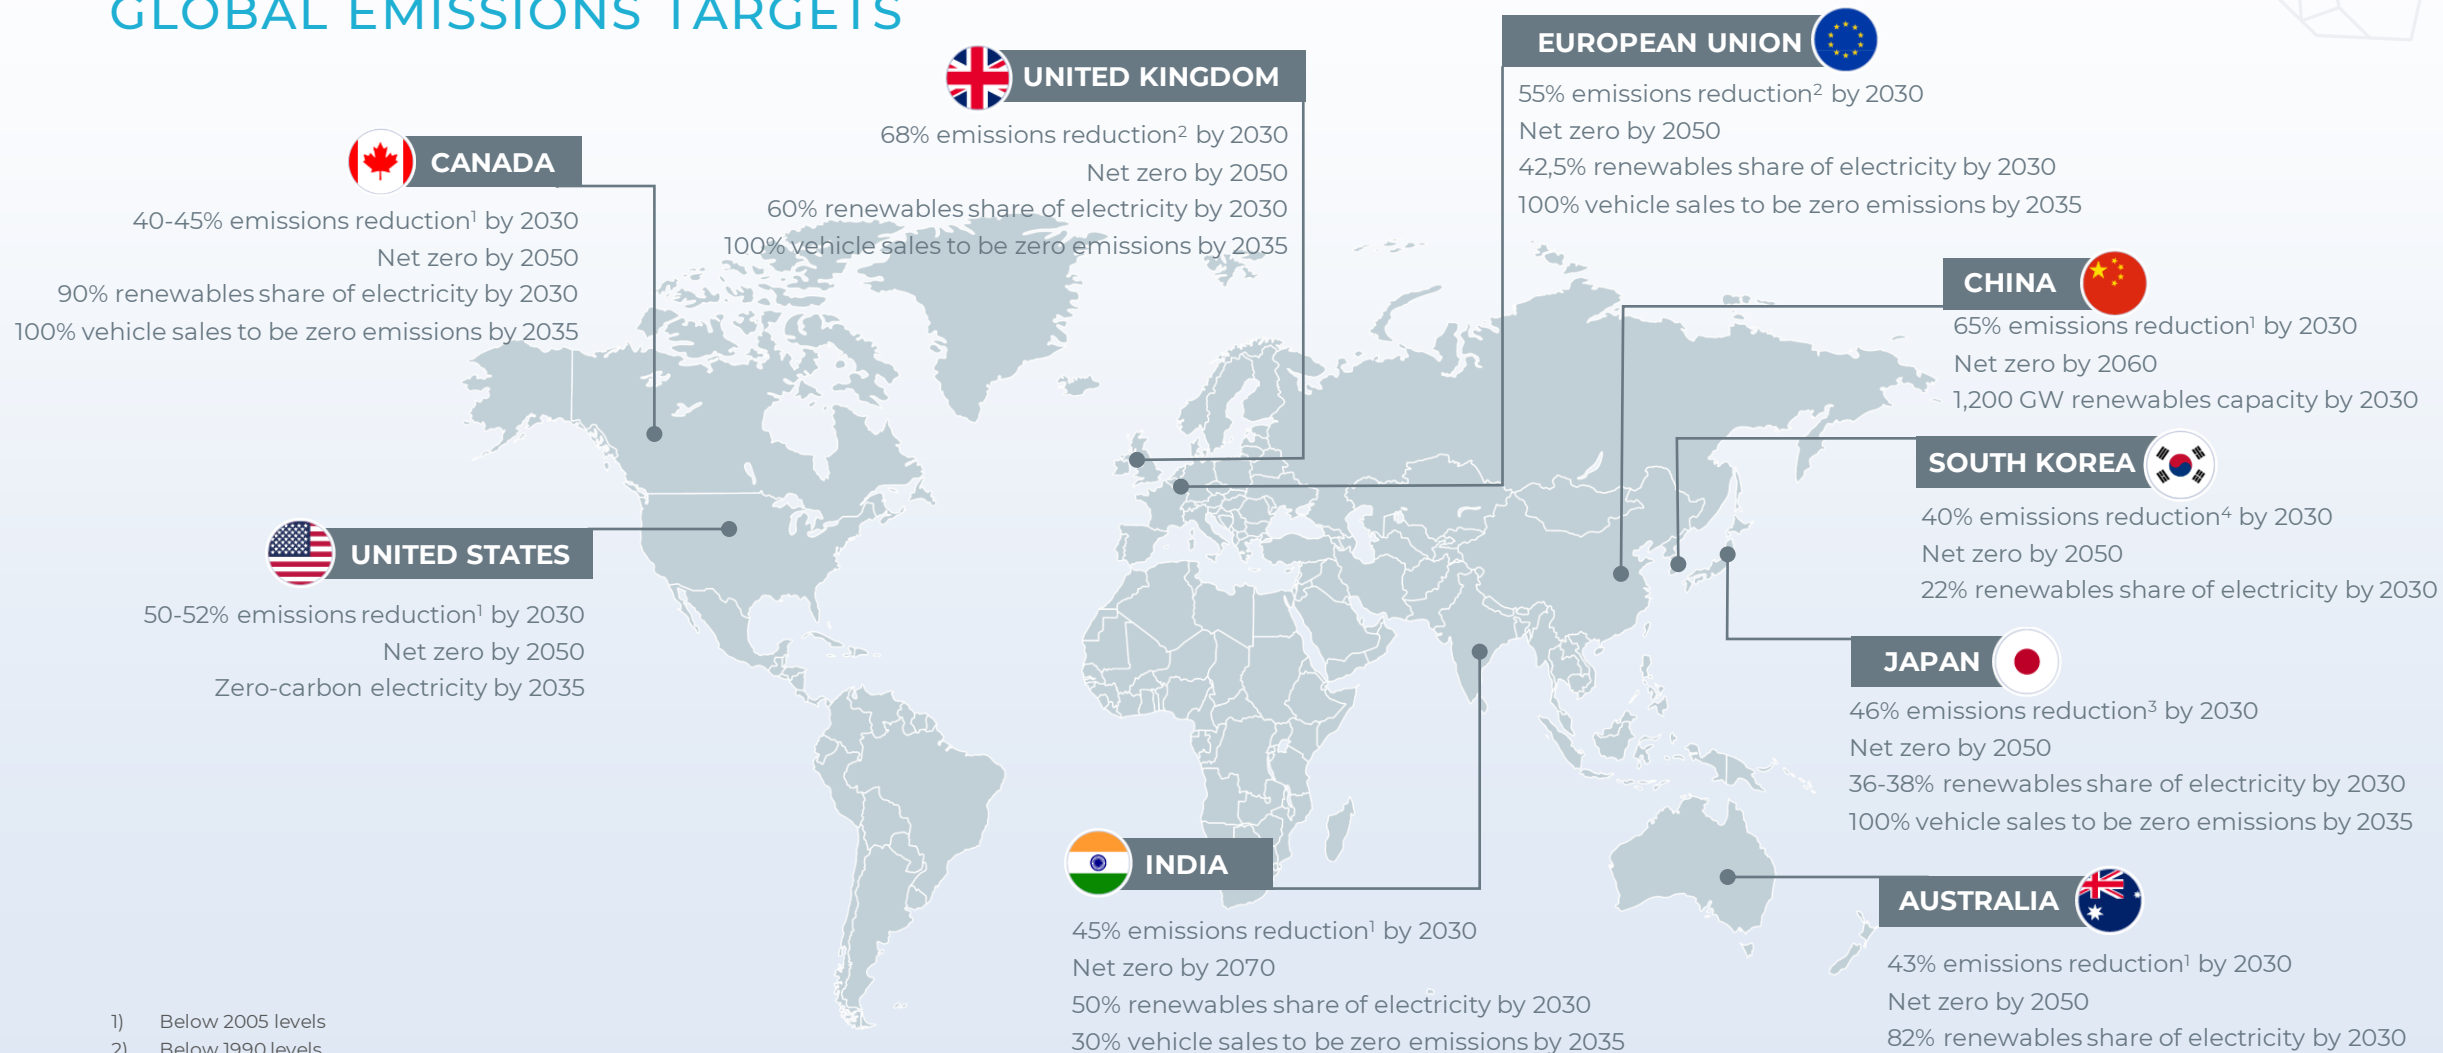 GLOBAL EMISSIONS TARGETS
CANADA
40-45% emissions reduction¹ by 2030
Net zero by 2050
90% renewables share of electricity by 2030
100% vehicle sales to be zero emissions by 2035
UNITED KINGDOM
68% emissions reduction² by 2030
Net zero by 2050
60% renewables share of electricity by 2030
100% vehicle sales to be zero emissions by 2035
EUROPEAN UNION
55% emissions reduction² by 2030
Net zero by 2050
42,5% renewables share of electricity by 2030
100% vehicle sales to be zero emissions by 2035
CHINA
65% emissions reduction¹ by 2030
Net zero by 2060
1,200 GW renewables capacity by 2030
SOUTH KOREA
40% emissions reduction⁴ by 2030
Net zero by 2050
22% renewables share of electricity by 2030
UNITED STATES
50-52% emissions reduction¹ by 2030
Net zero by 2050
Zero-carbon electricity by 2035
JAPAN
46% emissions reduction³ by 2030
Net zero by 2050
36-38% renewables share of electricity by 2030
100% vehicle sales to be zero emissions by 2035
INDIA
45% emissions reduction¹ by 2030
Net zero by 2070
50% renewables share of electricity by 2030
30% vehicle sales to be zero emissions by 2035
AUSTRALIA
43% emissions reduction¹ by 2030
Net zero by 2050
82% renewables share of electricity by 2030
1) Below 2005 levels
2) Below 1990 levels